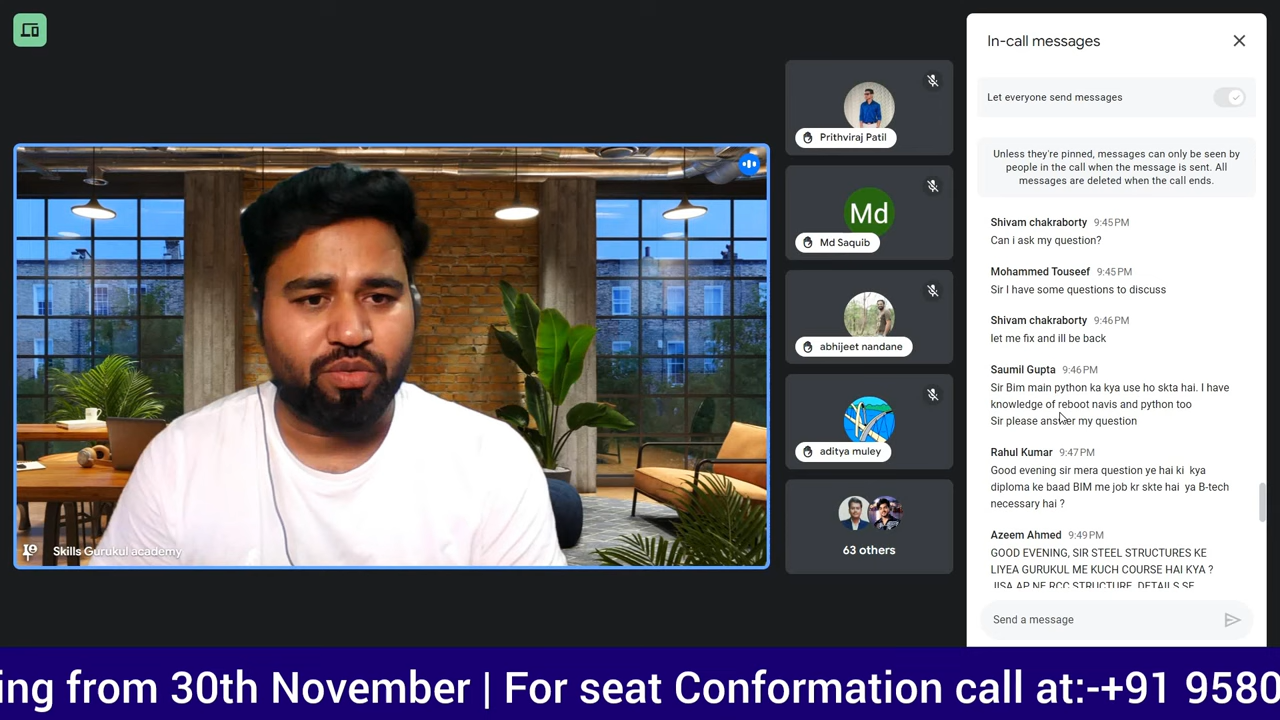 In-call messages
Let everyone send messages
Unless they're pinned, messages can only be seen by
people in the call when the message is sent. All
messages are deleted when the call ends.
Shivam chakraborty 9:45 PM
Can i ask my question?
Mohammed Touseef 9:45 PM
Sir I have some questions to discuss
Shivam chakraborty 9:46 PM
let me fix and ill be back
Saumil Gupta 9:46 PM
Sir Bim main python ka kya use ho skta hai. I have
knowledge of reboot navis and python too
Sir please answer my question
Rahul Kumar 9:47 PM
Good evening sir mera question ye hai ki kya
diploma ke baad BIM me job kr skte hai ya B-tech
necessary hai ?
Azeem Ahmed 9:49 PM
GOOD EVENING, SIR STEEL STRUCTURES KE
LIYEA GURUKUL ME KUCH COURSE HAI KYA ?
JISA AP NE RCC STRUCTURE DETAILS SE
Send a message
Prithviraj Patil
Md
Md Saquib
abhijeet nandane
aditya muley
63 others
Skills Gurukul academy
ing from 30th November | For seat Conformation call at:-+91 9580